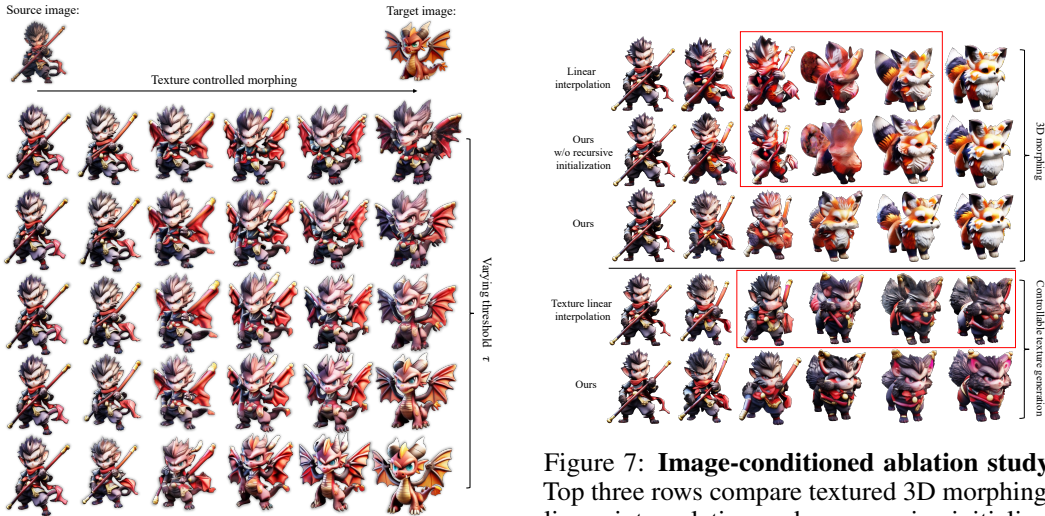 Source image:
Target image:
Texture controlled morphing
Varying threshold τ
Linear
interpolation
Ours
w/o recursive
initialization
Ours
3D morphing
Texture linear
interpolation
Ours
Controllable texture generation
Figure 7: Image-conditioned ablation study
Top three rows compare textured 3D morphing